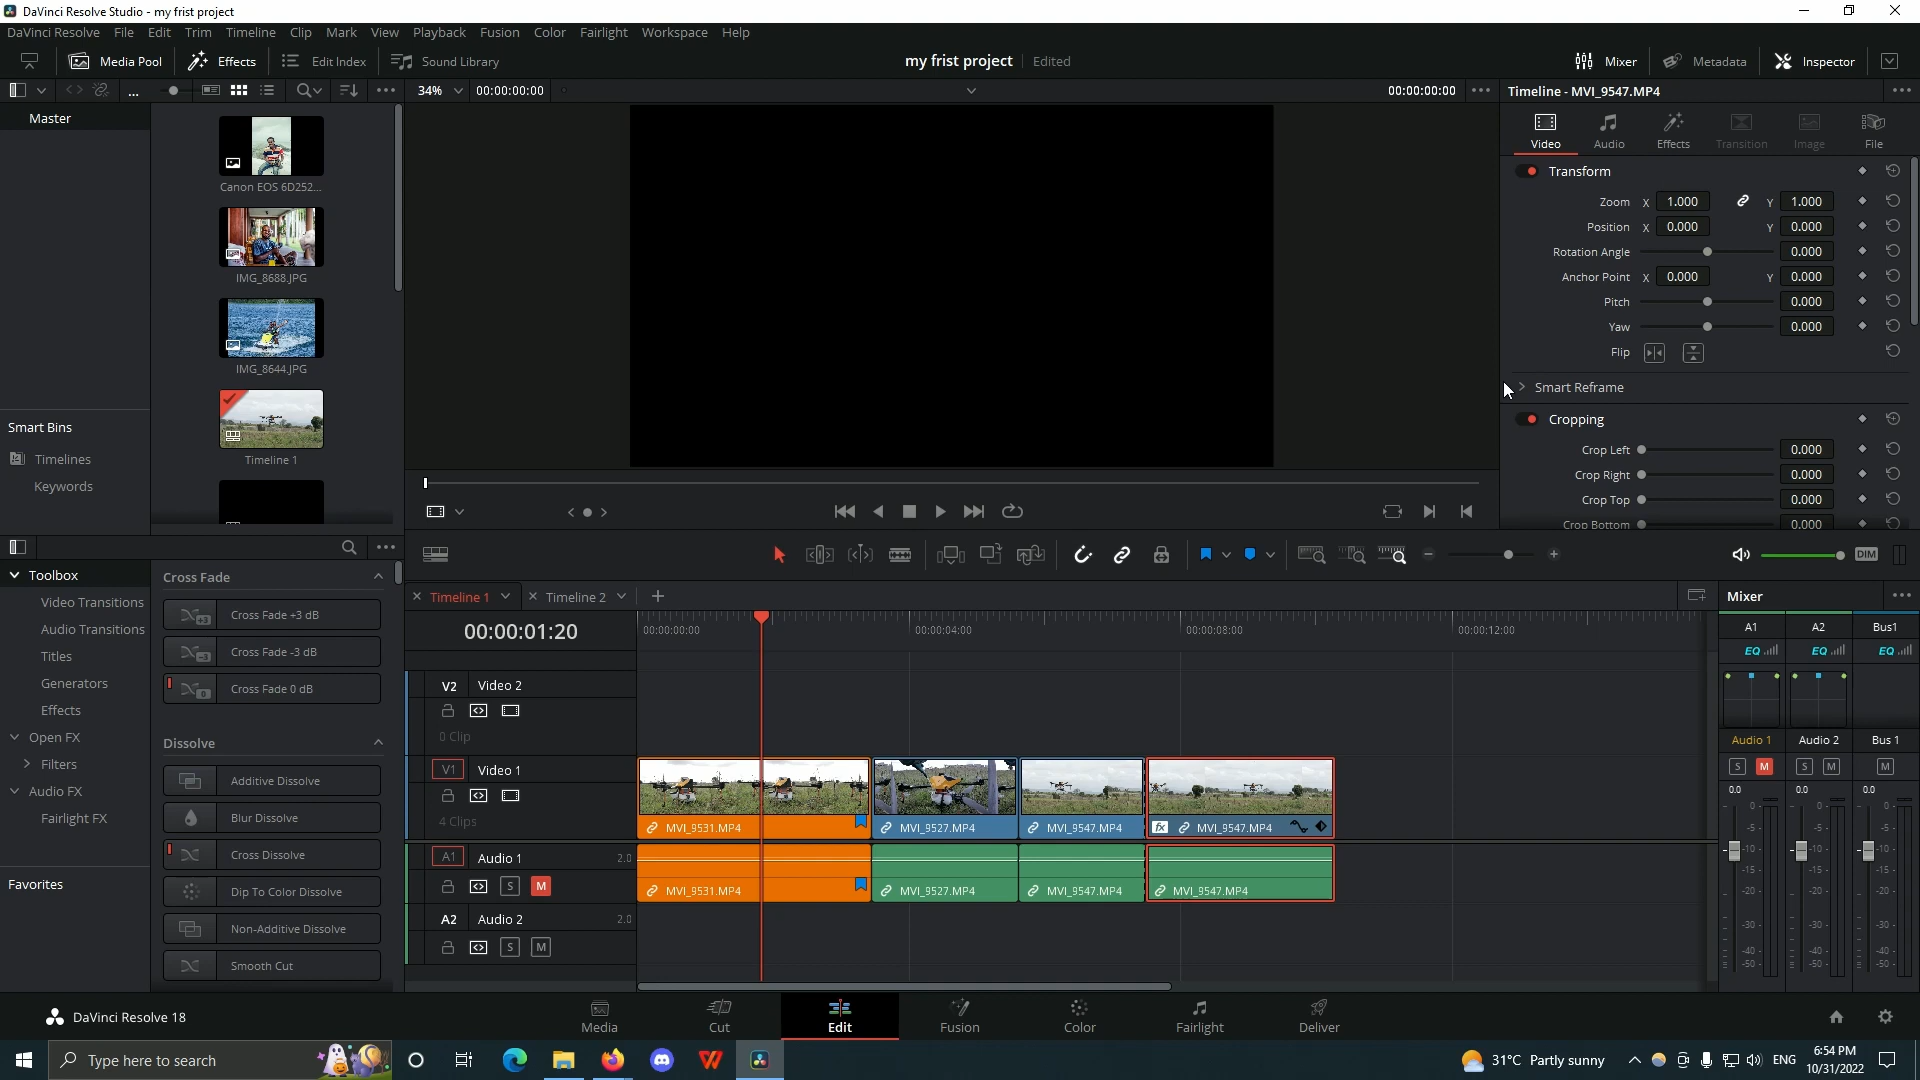 DaVinci Resolve Studio - my frist project
DaVinci Resolve File Edit Trim Timeline Clip Mark View Playback Fusion Color Fairlight Workspace Help
Media Pool Effects Edit Index Sound Library my frist project Edited Mixer Metadata Inspector
34% 00:00:00:00 00:00:00:00 Timeline - MVI_9547.MP4
Master
Canon EOS 6D252...
IMG_8688.JPG
IMG_8644.JPG
Timeline 1
Smart Bins
Timelines
Keywords
Video Audio Effects Transition Image File
Transform
Zoom X 1.000 Y 1.000
Position X 0.000 Y 0.000
Rotation Angle 0.000
Anchor Point X 0.000 Y 0.000
Pitch 0.000
Yaw 0.000
Flip
Smart Reframe
Cropping
Crop Left 0.000
Crop Right 0.000
Crop Top 0.000
Crop Bottom 0.000
DIM
Toolbox
Video Transitions
Audio Transitions
Titles
Generators
Effects
Open FX
Filters
Audio FX
Fairlight FX
Favorites
Cross Fade
+3 Cross Fade +3 dB
-3 Cross Fade -3 dB
0 Cross Fade 0 dB
Dissolve
Additive Dissolve
Blur Dissolve
Cross Dissolve
Dip To Color Dissolve
Non-Additive Dissolve
Smooth Cut
Timeline 1 Timeline 2
00:00:01:20 00:00:00:00 00:00:04:00 00:00:08:00 00:00:12:00
V2 Video 2
0 Clip
V1 Video 1
4 Clips
MVI_9531.MP4 MVI_9527.MP4 MVI_9547.MP4 fx MVI_9547.MP4
A1 Audio 1 2.0
S M
MVI_9531.MP4 MVI_9527.MP4 MVI_9547.MP4 MVI_9547.MP4
A2 Audio 2 2.0
S M
Mixer
A1 A2 Bus1
EQ EQ EQ
Audio 1 Audio 2 Bus 1
S M S M M
0.0 0.0 0.0
0 0 0
-5 -5 -5
-10 -10 -10
-15 -15 -15
-20 -20 -20
-30 -30 -30
-40 -40 -40
-50 -50 -50
DaVinci Resolve 18
Media Cut Edit Fusion Color Fairlight Deliver
Type here to search
31°C Partly sunny ENG
6:54 PM
10/31/2022